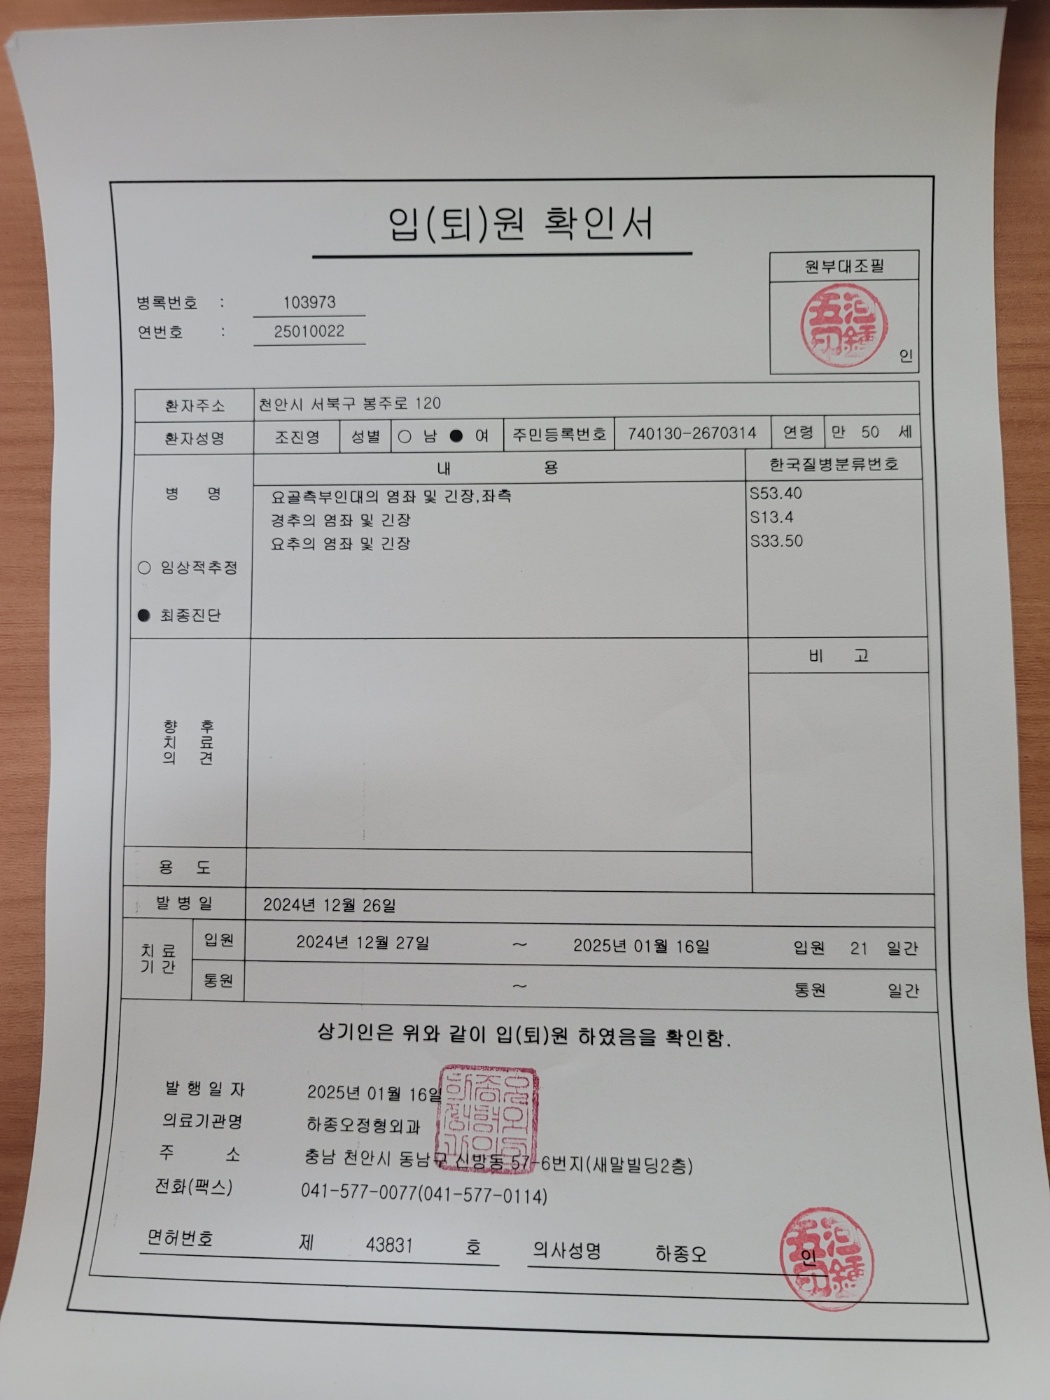 입(퇴)원 확인서
원부대조필
인
병록번호 : 103973
연번호 : 25010022
환자주소 천안시 서북구 봉주로 120
환자성명 조진영 성별 ○ 남 ● 여 주민등록번호 740130-2670314 연령 만 50 세
병 명 내 용 한국질병분류번호
요골측부인대의 염좌 및 긴장,좌측 S53.40
경추의 염좌 및 긴장 S13.4
요추의 염좌 및 긴장 S33.50
○ 임상적추정
● 최종진단
비 고
향 후
치 료
의 견
용 도
발 병 일 2024년 12월 26일
치 료
기 간
입원 2024년 12월 27일 ~ 2025년 01월 16일 입원 21 일간
통원 ~ 통원 일간
상기인은 위와 같이 입(퇴)원 하였음을 확인함.
발 행 일 자 2025년 01월 16일
의료기관명 하종오정형외과
주 소 충남 천안시 동남구 신방동 57-6번지(새말빌딩2층)
전화(팩스) 041-577-0077(041-577-0114)
면허번호 제 43831 호 의사성명 하종오 인